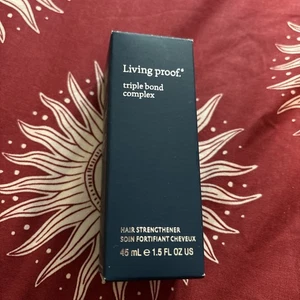 Living proof.®
triple bond
complex
HAIR STRENGTHENER
SOIN FORTIFIANT CHEVEUX
45 mL ℮ 1.5 FL OZ US